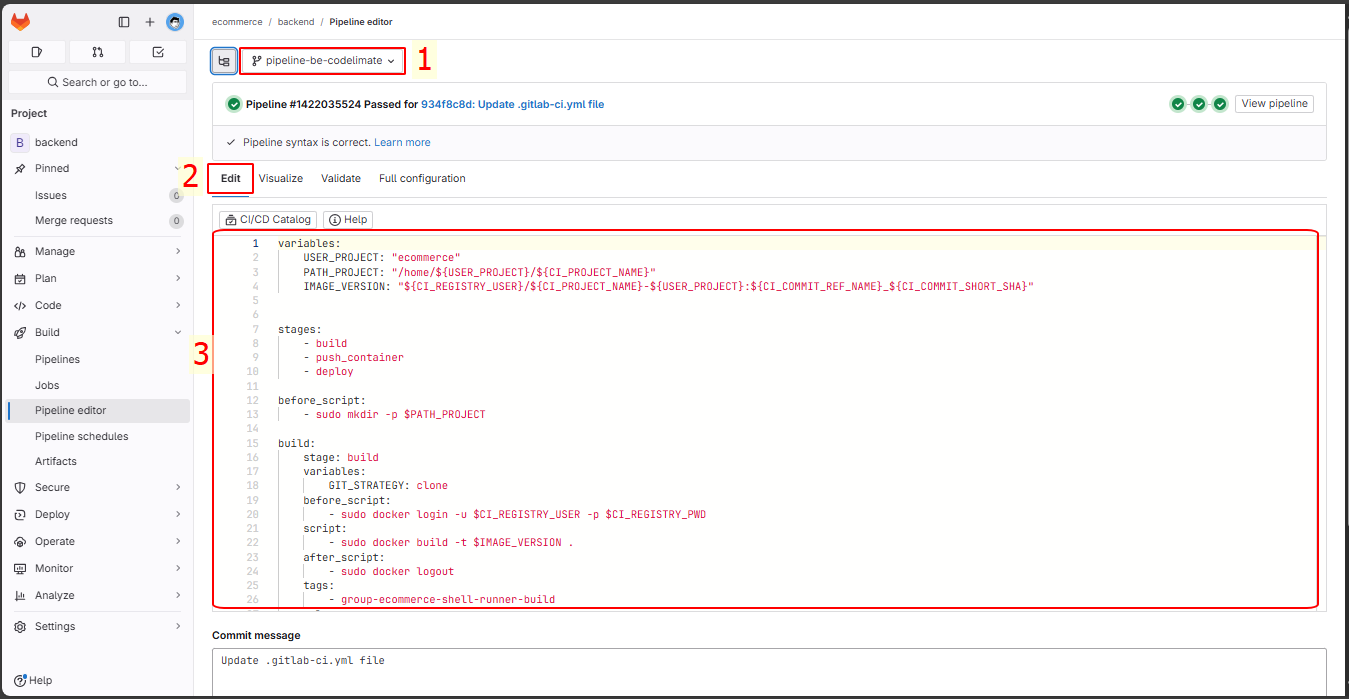 ecommerce / backend / Pipeline editor
Search or go to...
Project
B backend
Pinned
Issues 0
Merge requests 0
Manage
Plan
Code
Build
Pipelines
Jobs
Pipeline editor
Pipeline schedules
Artifacts
Secure
Deploy
Operate
Monitor
Analyze
Settings
Help
pipeline-be-codelimate
1
Pipeline #1422035524 Passed for 934f8c8d: Update .gitlab-ci.yml file
View pipeline
Pipeline syntax is correct. Learn more
2
Edit Visualize Validate Full configuration
CI/CD Catalog Help
3
1 variables:
2     USER_PROJECT: "ecommerce"
3     PATH_PROJECT: "/home/${USER_PROJECT}/${CI_PROJECT_NAME}"
4     IMAGE_VERSION: "${CI_REGISTRY_USER}/${CI_PROJECT_NAME}-${USER_PROJECT}:${CI_COMMIT_REF_NAME}_${CI_COMMIT_SHORT_SHA}"
5
6
7 stages:
8     - build
9     - push_container
10     - deploy
11
12 before_script:
13     - sudo mkdir -p $PATH_PROJECT
14
15 build:
16     stage: build
17     variables:
18         GIT_STRATEGY: clone
19     before_script:
20         - sudo docker login -u $CI_REGISTRY_USER -p $CI_REGISTRY_PWD
21     script:
22         - sudo docker build -t $IMAGE_VERSION .
23     after_script:
24         - sudo docker logout
25     tags:
26         - group-ecommerce-shell-runner-build
Commit message
Update .gitlab-ci.yml file